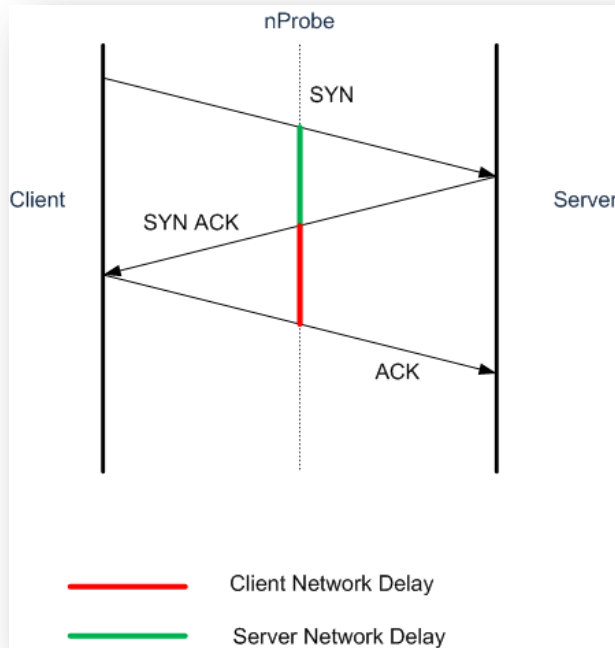 nProbe
SYN
Client
Server
SYN ACK
ACK
Client Network Delay
Server Network Delay